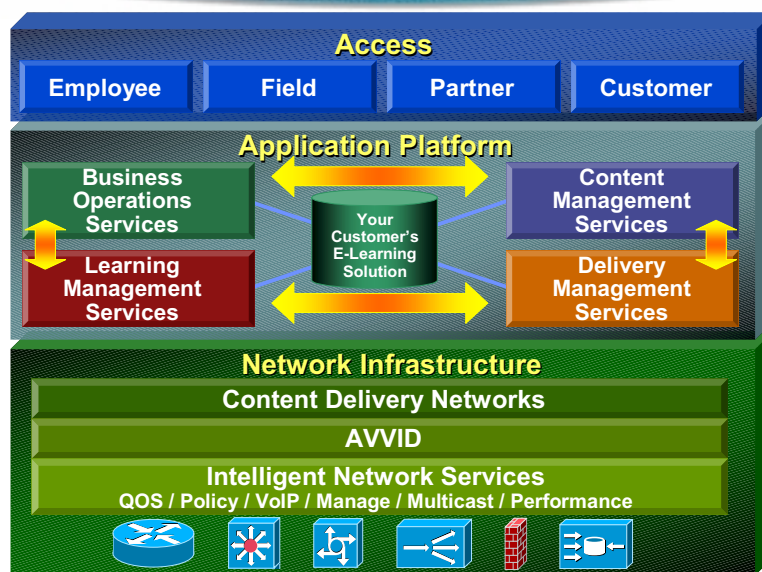 Access
Employee
Field
Partner
Customer
Application Platform
Business
Operations
Services
Your
Customer's
E-Learning
Solution
Content
Management
Services
Learning
Management
Services
Delivery
Management
Services
Network Infrastructure
Content Delivery Networks
AVVID
Intelligent Network Services
QOS / Policy / VoIP / Manage / Multicast / Performance